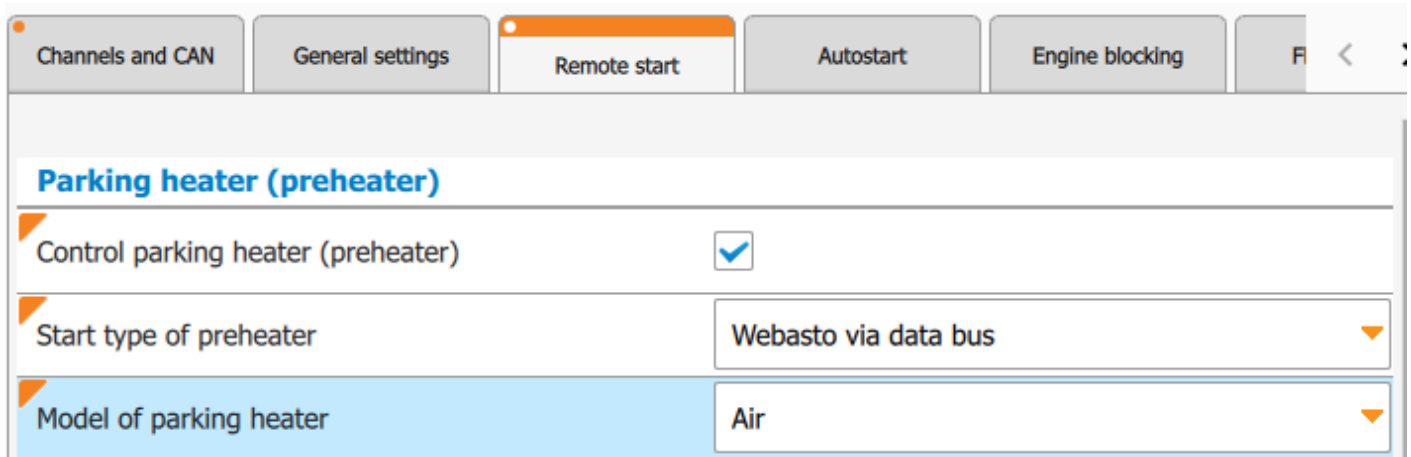 Channels and CAN General settings Remote start Autostart Engine blocking
Parking heater (preheater)
Control parking heater (preheater)
Start type of preheater Webasto via data bus
Model of parking heater Air